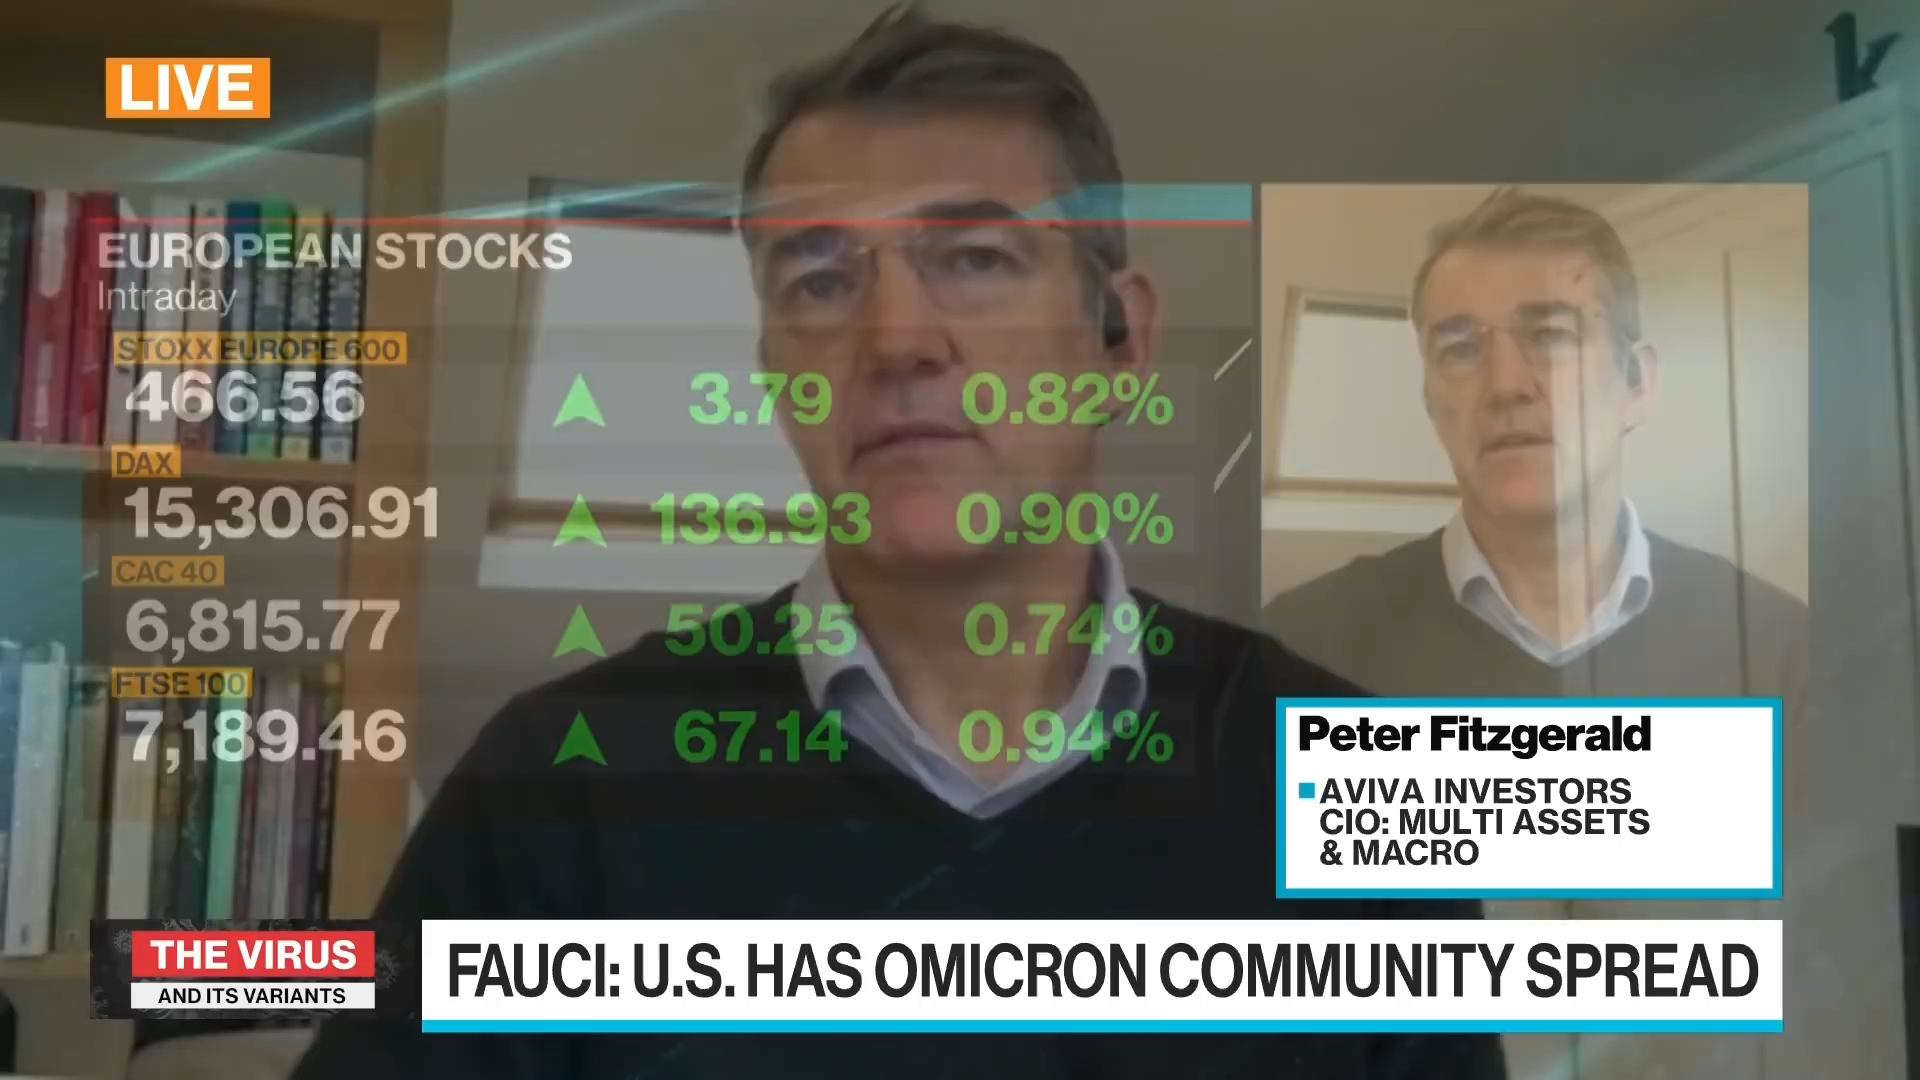 LIVE
EUROPEAN STOCKS
Intraday
STOXX EUROPE 600
466.56 ▲ 3.79 0.82%
DAX
15,306.91 ▲ 136.93 0.90%
CAC 40
6,815.77 ▲ 50.25 0.74%
FTSE 100
7,189.46 ▲ 67.14 0.94%
Peter Fitzgerald
AVIVA INVESTORS
CIO: MULTI ASSETS
& MACRO
THE VIRUS
AND ITS VARIANTS
FAUCI: U.S. HAS OMICRON COMMUNITY SPREAD
k